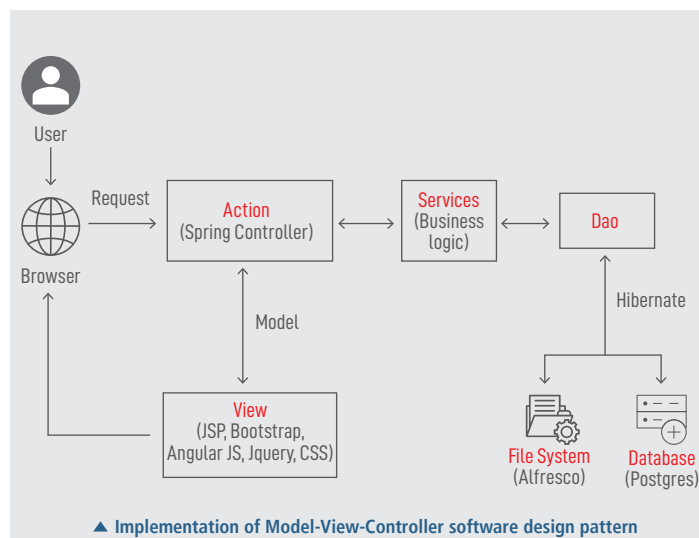 User
Request
Browser
Action
(Spring Controller)
Services
(Business
logic)
Dao
Model
Hibernate
View
(JSP, Bootstrap,
Angular JS, Jquery, CSS)
File System
(Alfresco)
Database
(Postgres)
▲ Implementation of Model-View-Controller software design pattern